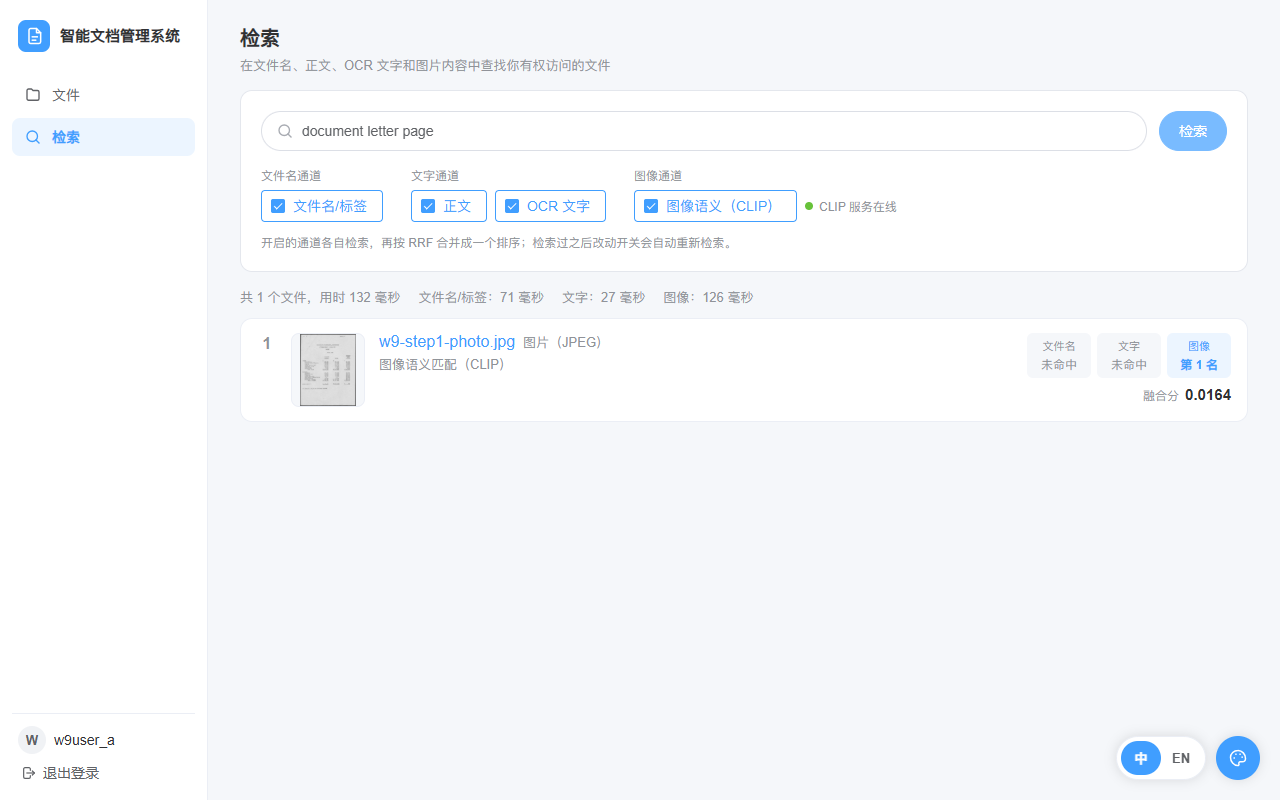 智能文档管理系统
文件
检索
检索
在文件名、正文、OCR 文字和图片内容中查找你有权访问的文件
document letter page
检索
文件名通道
文字通道
图像通道
文件名/标签
正文
OCR 文字
图像语义（CLIP）
CLIP 服务在线
开启的通道各自检索，再按 RRF 合并成一个排序；检索过之后改动开关会自动重新检索。
共 1 个文件，用时 132 毫秒 文件名/标签：71 毫秒 文字：27 毫秒 图像：126 毫秒
1
w9-step1-photo.jpg 图片（JPEG）
图像语义匹配（CLIP）
文件名
未命中
文字
未命中
图像
第 1 名
融合分 0.0164
W
w9user_a
退出登录
中
EN